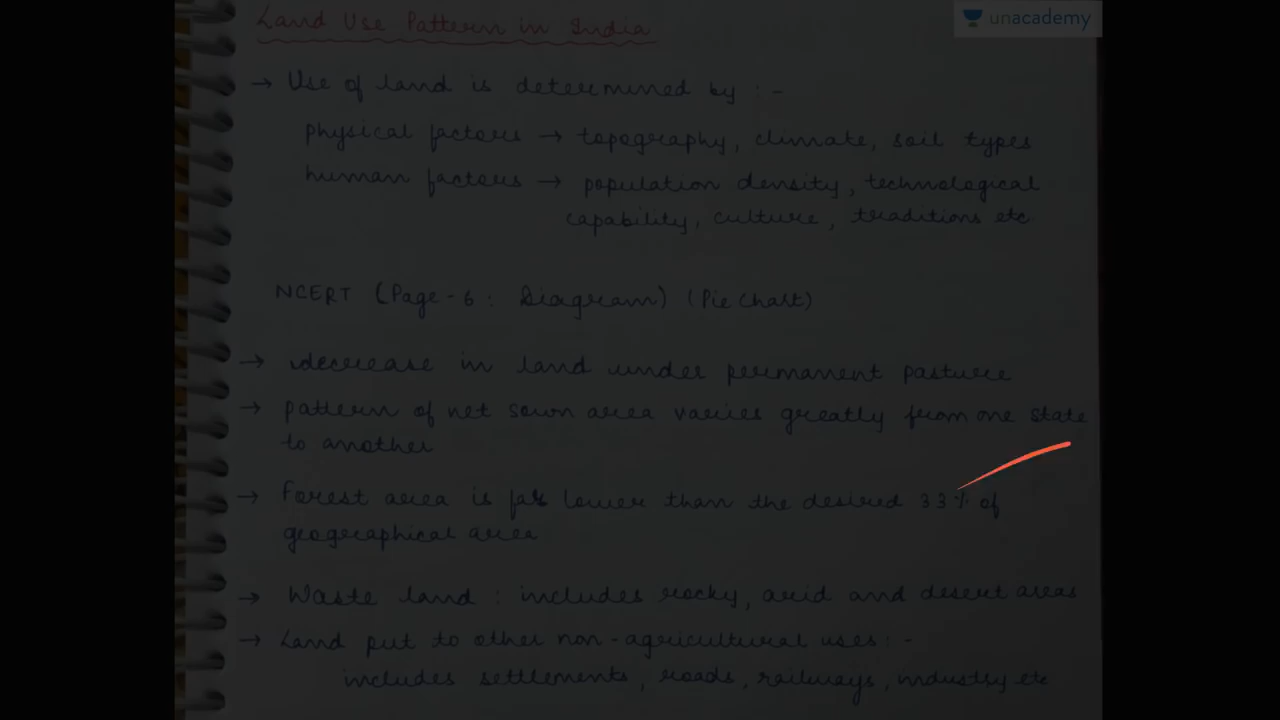 Land Use Pattern in India
unacademy
→ Use of land is determined by : -
physical factors → topography, climate, soil types
human factors → population density, technological
capability, culture, traditions etc
NCERT (Page-6 : Diagram) (Pie Chart)
→ decrease in land under permanent pasture
→ pattern of net sown area varies greatly from one state
to another
→ Forest area is far lower than the desired 33% of
geographical area
→ Waste land : includes rocky, arid and desert areas
→ Land put to other non-agricultural uses : -
includes settlements, roads, railways, industry etc